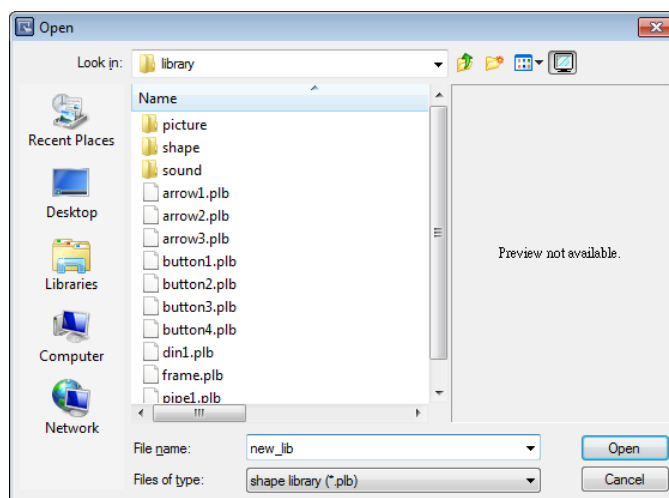 Open
Look in:
library
Recent Places
Desktop
Libraries
Computer
Network
Name
picture
shape
sound
arrow1.plb
arrow2.plb
arrow3.plb
button1.plb
button2.plb
button3.plb
button4.plb
din1.plb
frame.plb
pipe1.plb
Preview not available.
File name:
new_lib
Open
Files of type:
shape library (*.plb)
Cancel